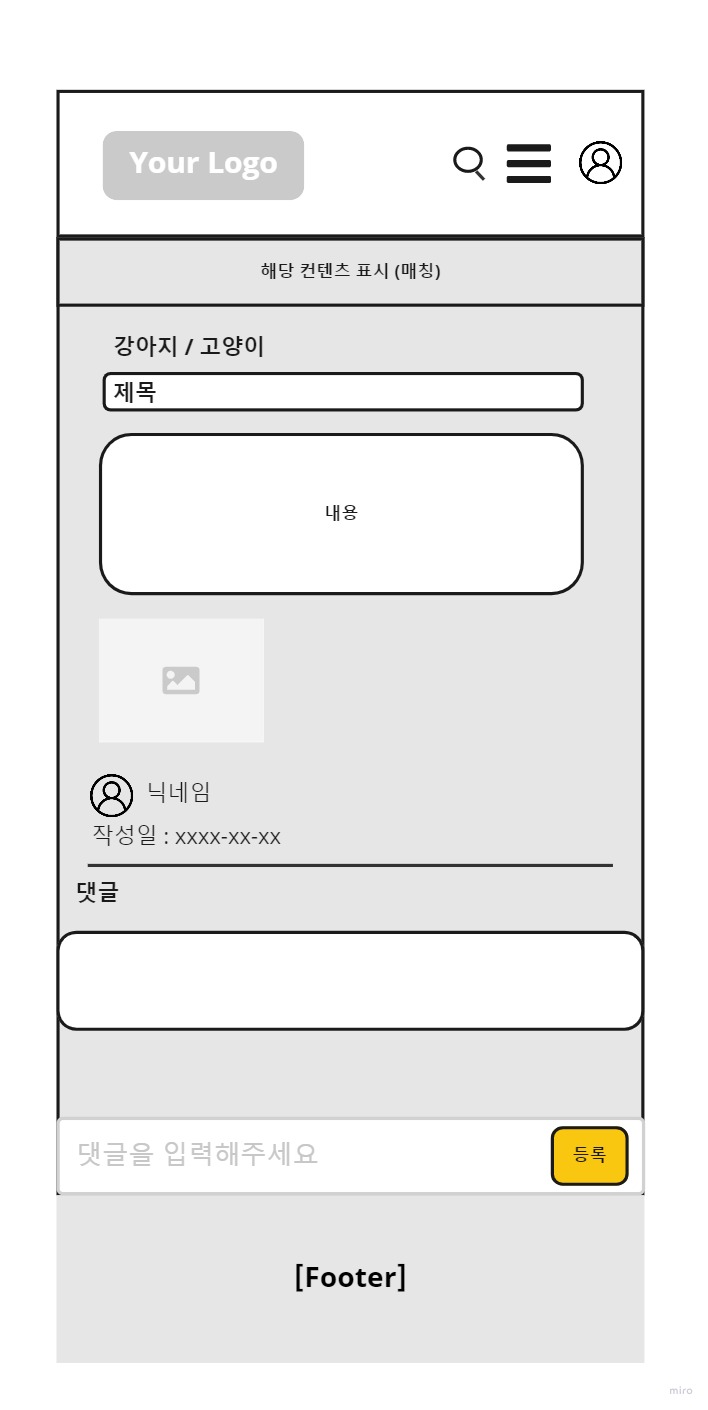 Your Logo
해당 컨텐츠 표시 (매칭)
강아지 / 고양이
제목
내용
닉네임
작성일 : xxxx-xx-xx
댓글
댓글을 입력해주세요
등록
[Footer]
miro